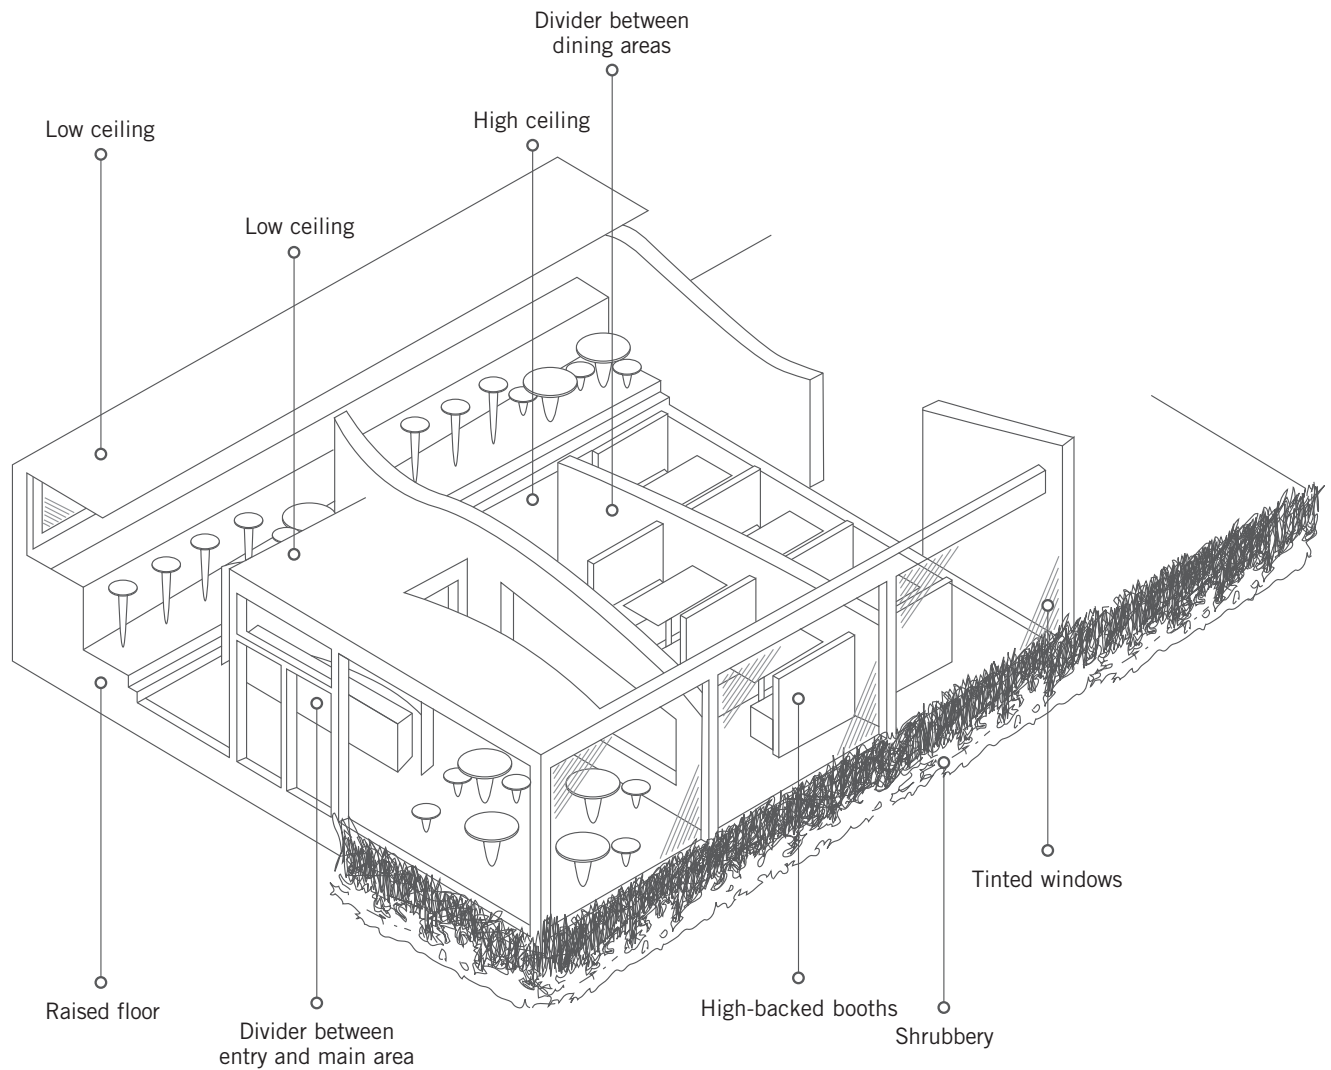 Divider between
dining areas
High ceiling
Low ceiling
Low ceiling
Tinted windows
High-backed booths
Raised floor
Shrubbery
Divider between
entry and main area